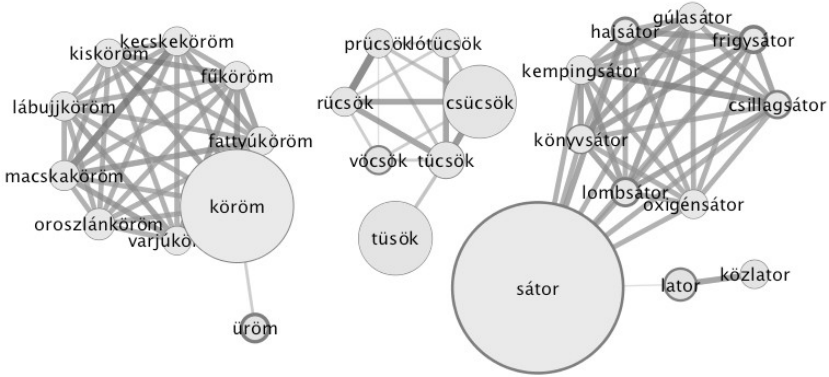 kecskeköröm
kisköröm
fűköröm
lábujjköröm
fattyúköröm
macskaköröm
köröm
oroszlánköröm
üröm
prücsök
lótücsök
rücsök
csücsök
vöcsök
tücsök
tüsök
gúlasátor
hajsátor
frigysátor
kempingsátor
csillagsátor
könyvsátor
lombsátor
oxigénsátor
sátor
lator
közlator